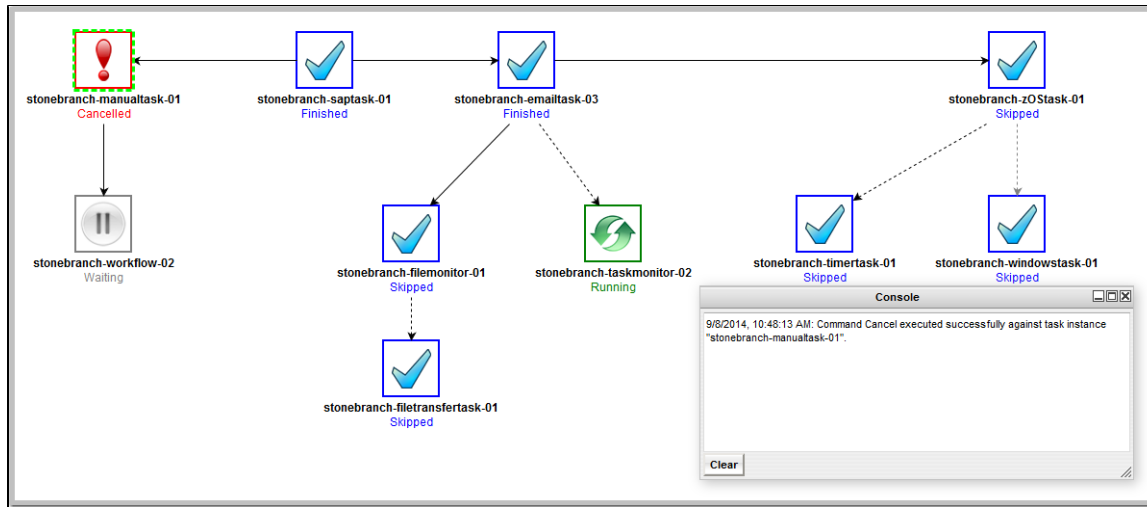 stonebranch-manualtask-01
Cancelled
stonebranch-saptask-01
Finished
stonebranch-emailtask-03
Finished
stonebranch-zOStask-01
Skipped
stonebranch-workflow-02
Waiting
stonebranch-filemonitor-01
Skipped
stonebranch-taskmonitor-02
Running
stonebranch-timertask-01
Skipped
stonebranch-windowstask-01
Skipped
stonebranch-filetransfertask-01
Skipped
Console
9/8/2014, 10:48:13 AM: Command Cancel executed successfully against task instance
"stonebranch-manualtask-01".
Clear